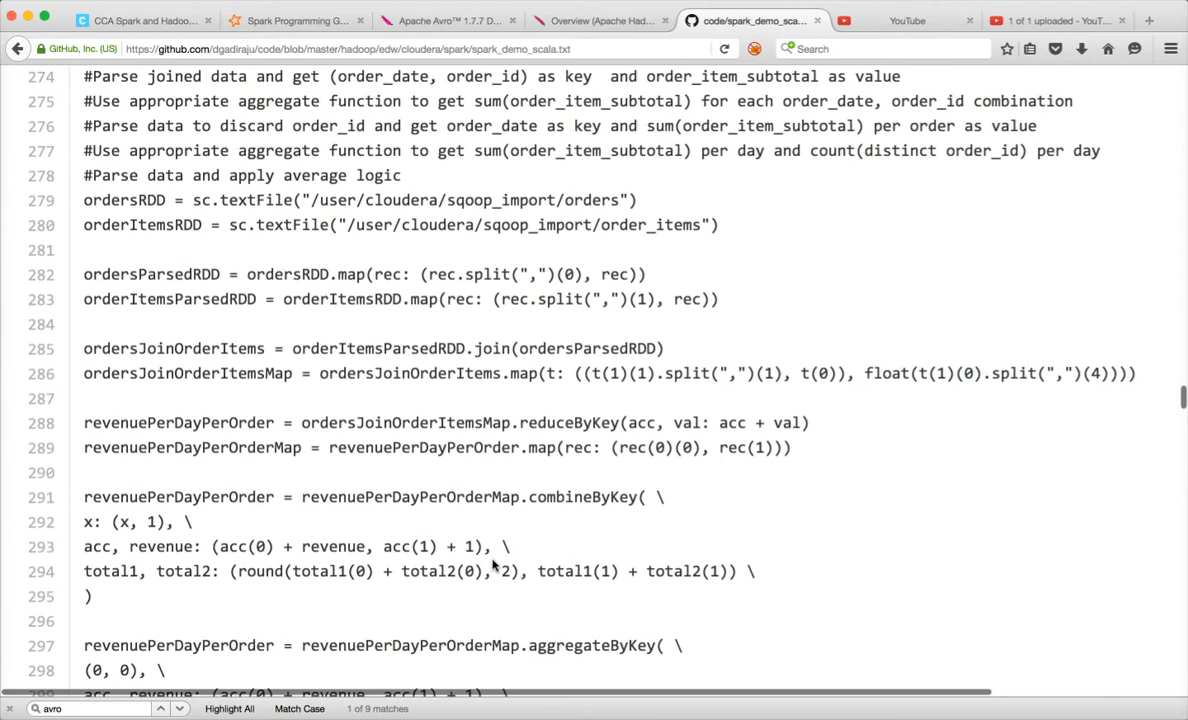 CCA Spark and Hadoo...
Spark Programming G...
Apache Avro™ 1.7.7 D...
Overview (Apache Had...
code/spark_demo_sca...
YouTube
1 of 1 uploaded - YouT...
GitHub, Inc. (US)
https://github.com/dgadiraju/code/blob/master/hadoop/edw/cloudera/spark/spark_demo_scala.txt
Search
274 #Parse joined data and get (order_date, order_id) as key  and order_item_subtotal as value
275 #Use appropriate aggregate function to get sum(order_item_subtotal) for each order_date, order_id combination
276 #Parse data to discard order_id and get order_date as key and sum(order_item_subtotal) per order as value
277 #Use appropriate aggregate function to get sum(order_item_subtotal) per day and count(distinct order_id) per day
278 #Parse data and apply average logic
279 ordersRDD = sc.textFile("/user/cloudera/sqoop_import/orders")
280 orderItemsRDD = sc.textFile("/user/cloudera/sqoop_import/order_items")
281
282 ordersParsedRDD = ordersRDD.map(rec: (rec.split(",")(0), rec))
283 orderItemsParsedRDD = orderItemsRDD.map(rec: (rec.split(",")(1), rec))
284
285 ordersJoinOrderItems = orderItemsParsedRDD.join(ordersParsedRDD)
286 ordersJoinOrderItemsMap = ordersJoinOrderItems.map(t: ((t(1)(1).split(",")(1), t(0)), float(t(1)(0).split(",")(4))))
287
288 revenuePerDayPerOrder = ordersJoinOrderItemsMap.reduceByKey(acc, val: acc + val)
289 revenuePerDayPerOrderMap = revenuePerDayPerOrder.map(rec: (rec(0)(0), rec(1)))
290
291 revenuePerDayPerOrder = revenuePerDayPerOrderMap.combineByKey( \
292 x: (x, 1), \
293 acc, revenue: (acc(0) + revenue, acc(1) + 1), \
294 total1, total2: (round(total1(0) + total2(0), 2), total1(1) + total2(1)) \
295 )
296
297 revenuePerDayPerOrder = revenuePerDayPerOrderMap.aggregateByKey( \
298 (0, 0), \
299 acc, revenue: (acc(0) + revenue, acc(1) + 1), \
avro
Highlight All
Match Case
1 of 9 matches